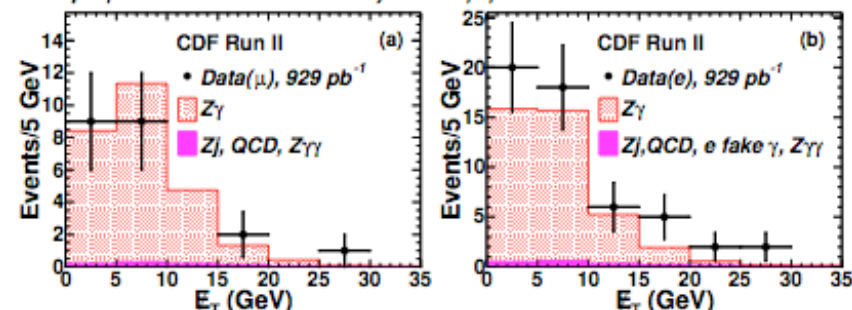 CDF Run II (a)
Data(μ), 929 pb⁻¹
Zγ
Zj, QCD, Zγγ
Events/5 GeV
14
12
10
8
6
4
2
0
0 5 10 15 20 25 30 35
E_T (GeV)
CDF Run II (b)
Data(e), 929 pb⁻¹
Zγ
Zj,QCD, e fake γ, Zγγ
Events/5 GeV
25
20
15
10
5
0
0 5 10 15 20 25 30 35
E_T (GeV)